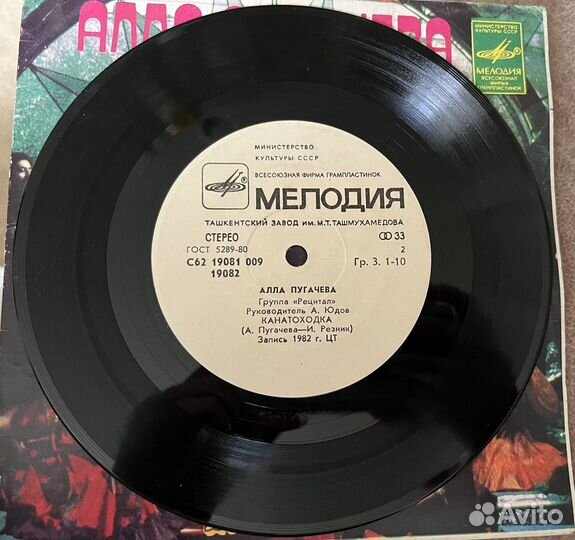 АЛЛА
МИНИСТЕРСТВО
КУЛЬТУРЫ СССР
МЕЛОДИЯ
ВСЕСОЮЗНАЯ
ФИРМА
ГРАМПЛАСТИНОК
МИНИСТЕРСТВО
КУЛЬТУРЫ СССР
ВСЕСОЮЗНАЯ ФИРМА ГРАМПЛАСТИНОК
МЕЛОДИЯ
ТАШКЕНТСКИЙ ЗАВОД ИМ. М.Т. ТАШМУХАМЕДОВА
СТЕРЕО 33
ГОСТ 5289-80 2
С62 19081 009 Гр. 3. 1-10
19082
АЛЛА ПУГАЧЕВА
Группа «Рецитал»
Руководитель А. Юдов
КАНАТОХОДКА
(А. Пугачева—И. Резник)
Запись 1982 г. ЦТ
Avito